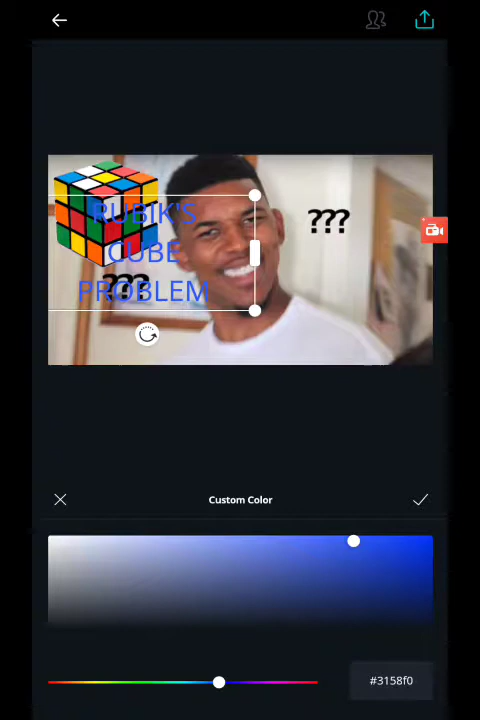 ???
RUBIK'S
CUBE
???
PROBLEM
Custom Color
#3158f0